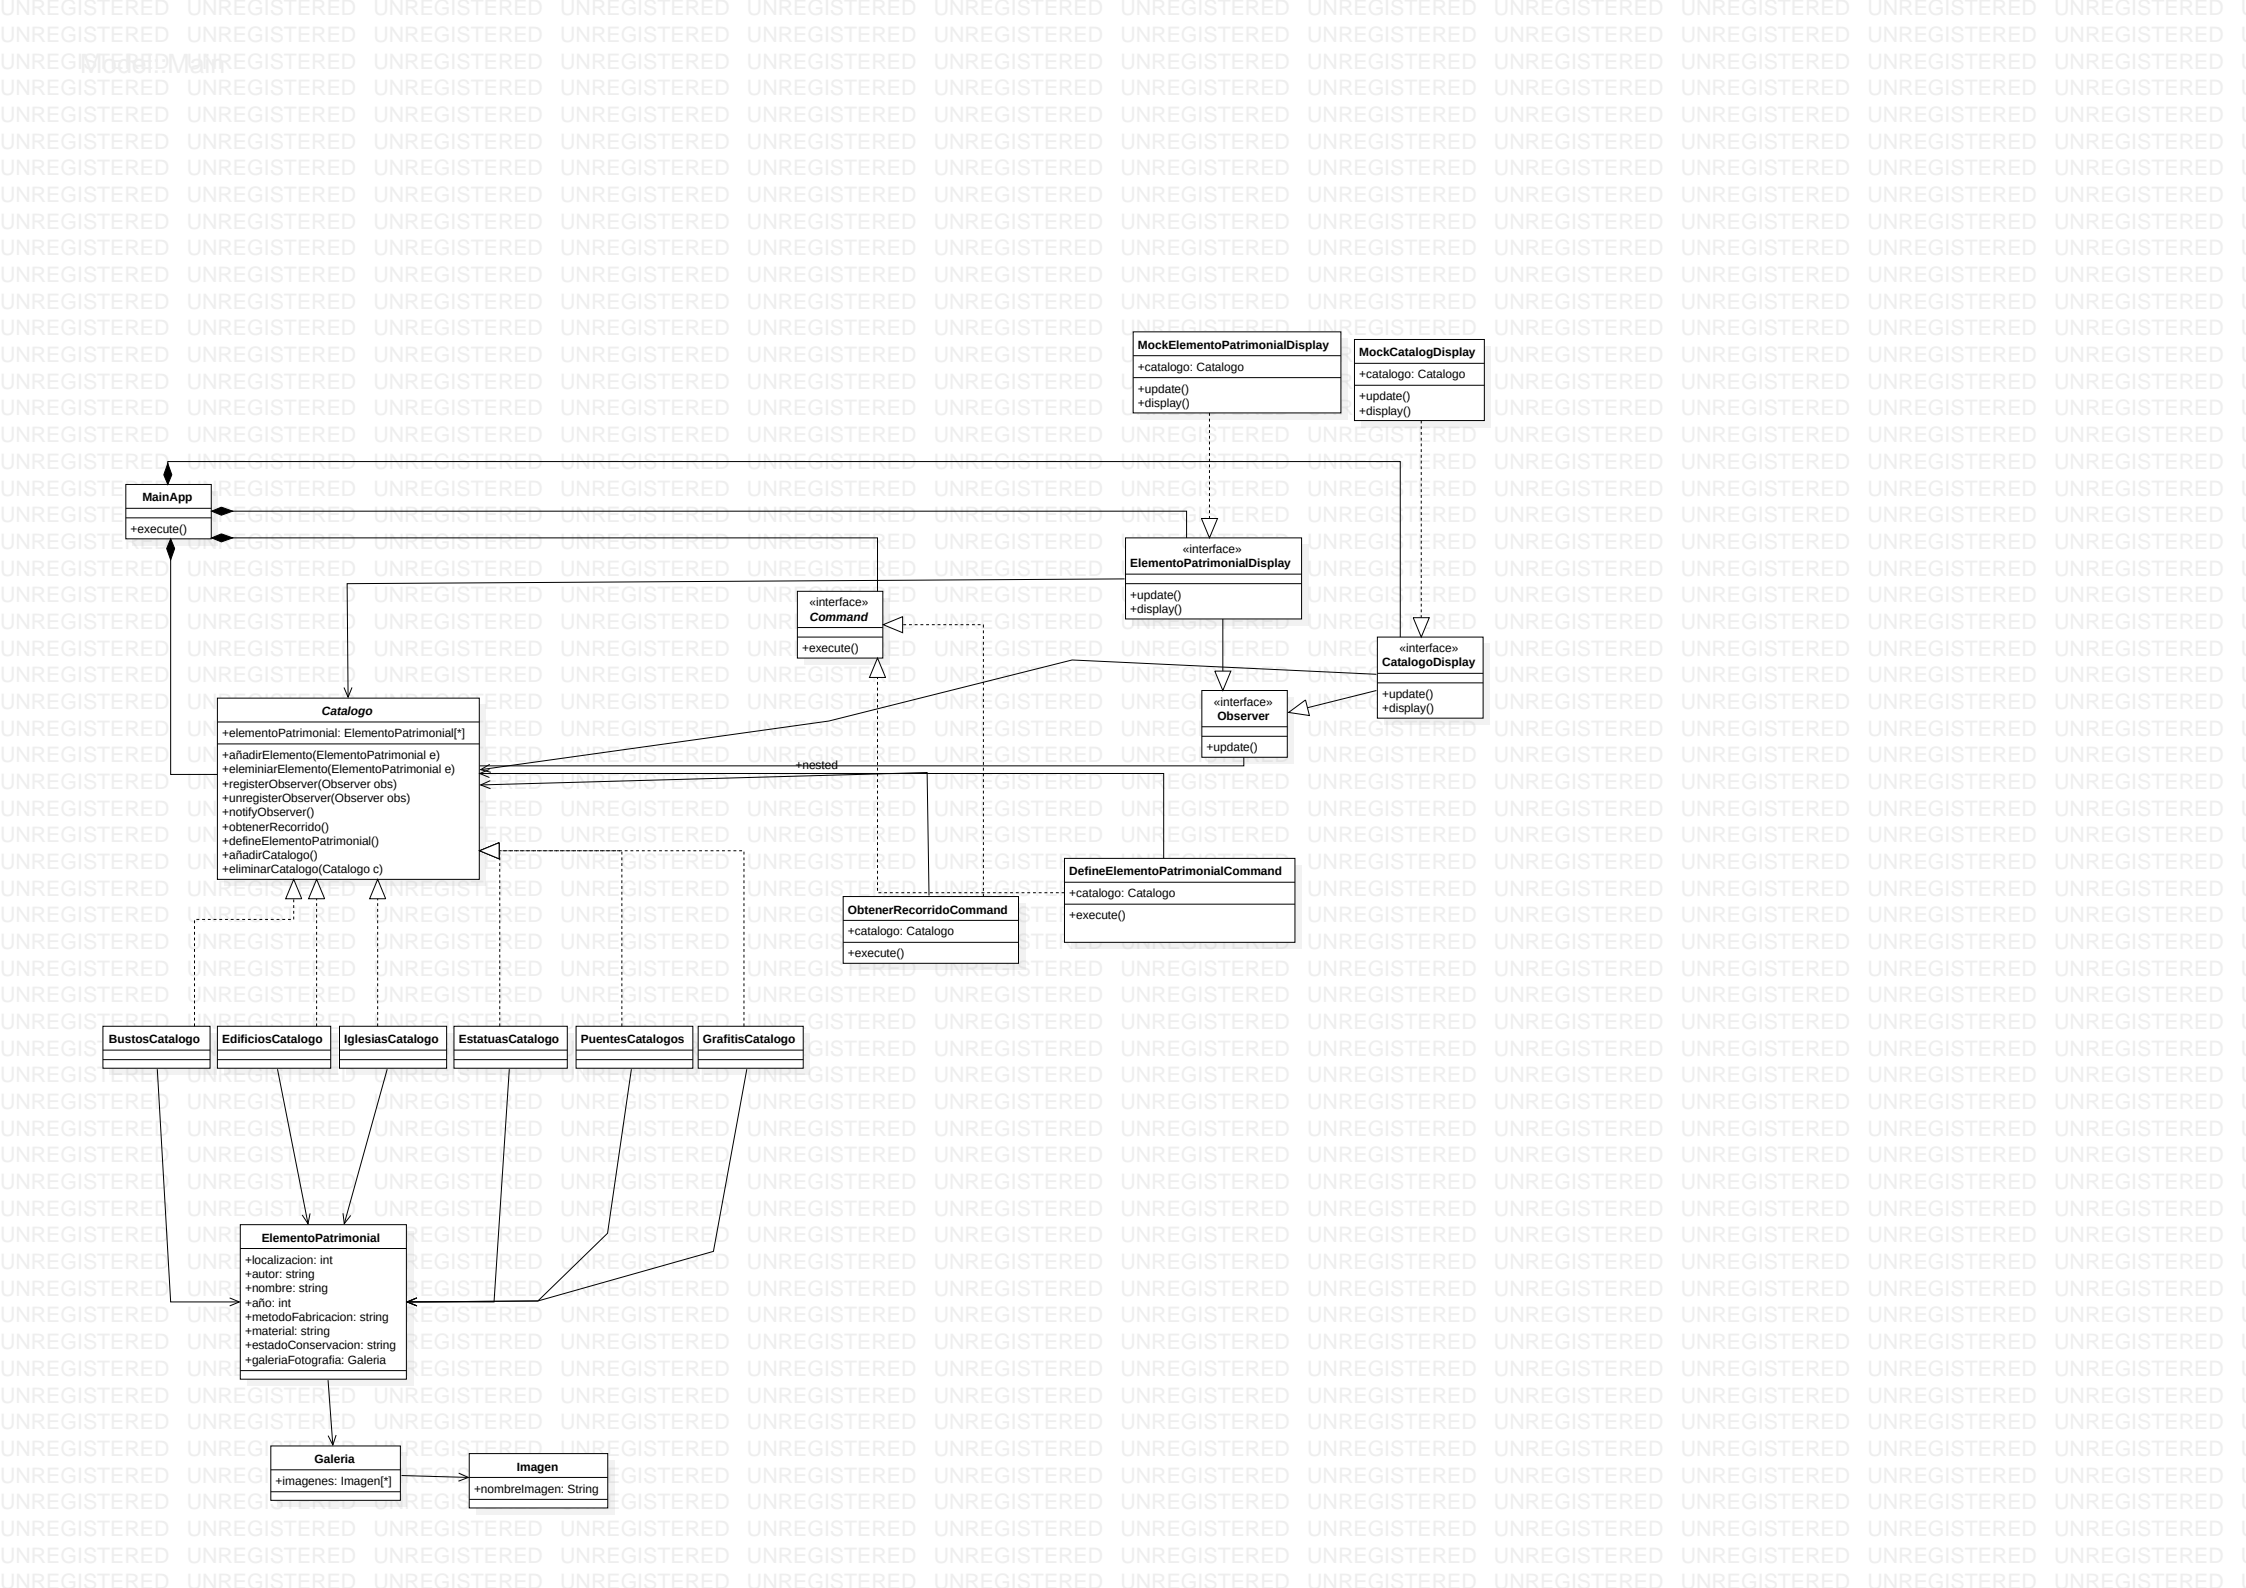 Model::Main
MockElementoPatrimonialDisplay
+catalogo: Catalogo
+update()
+display()
MockCatalogDisplay
+catalogo: Catalogo
+update()
+display()
MainApp
+execute()
«interface»
ElementoPatrimonialDisplay
+update()
+display()
«interface»
Command
+execute()
«interface»
CatalogoDisplay
+update()
+display()
«interface»
Observer
+update()
+nested
Catalogo
+elementoPatrimonial: ElementoPatrimonial[*]
+añadirElemento(ElementoPatrimonial e)
+eleminiarElemento(ElementoPatrimonial e)
+registerObserver(Observer obs)
+unregisterObserver(Observer obs)
+notifyObserver()
+obtenerRecorrido()
+defineElementoPatrimonial()
+añadirCatalogo()
+eliminarCatalogo(Catalogo c)
DefineElementoPatrimonialCommand
+catalogo: Catalogo
+execute()
ObtenerRecorridoCommand
+catalogo: Catalogo
+execute()
BustosCatalogo
EdificiosCatalogo
IglesiasCatalogo
EstatuasCatalogo
PuentesCatalogos
GrafitisCatalogo
ElementoPatrimonial
+localizacion: int
+autor: string
+nombre: string
+año: int
+metodoFabricacion: string
+material: string
+estadoConservacion: string
+galeriaFotografia: Galeria
Galeria
+imagenes: Imagen[*]
Imagen
+nombreImagen: String
UNREGISTERED